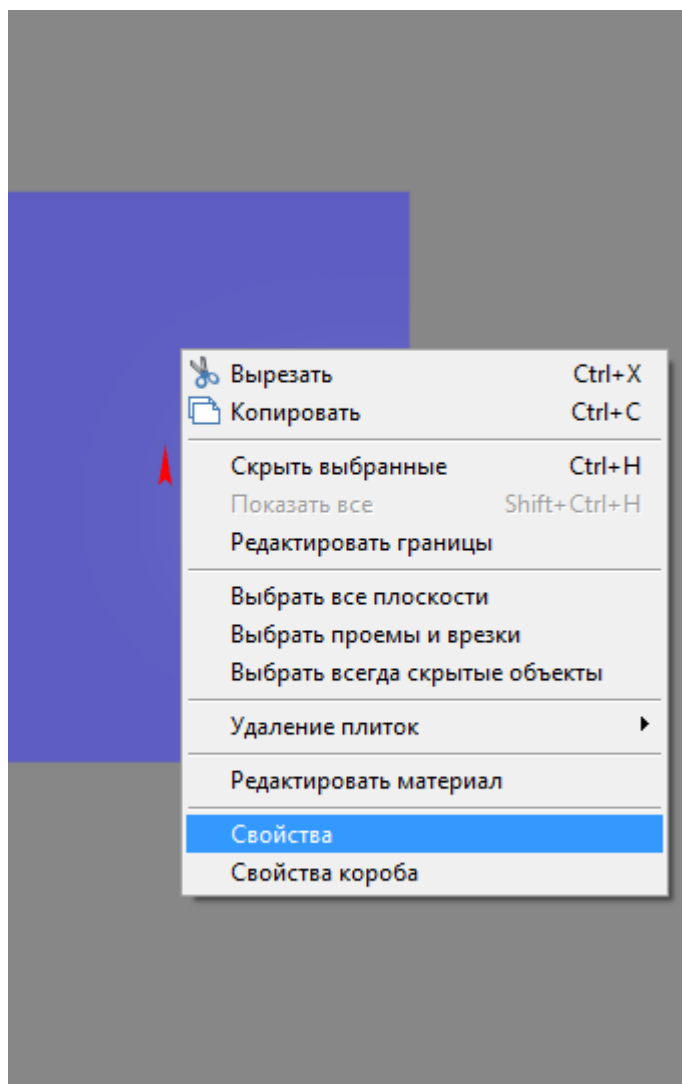 Вырезать Ctrl+X
Копировать Ctrl+C
Скрыть выбранные Ctrl+H
Показать все Shift+Ctrl+H
Редактировать границы
Выбрать все плоскости
Выбрать проемы и врезки
Выбрать всегда скрытые объекты
Удаление плиток
Редактировать материал
Свойства
Свойства короба